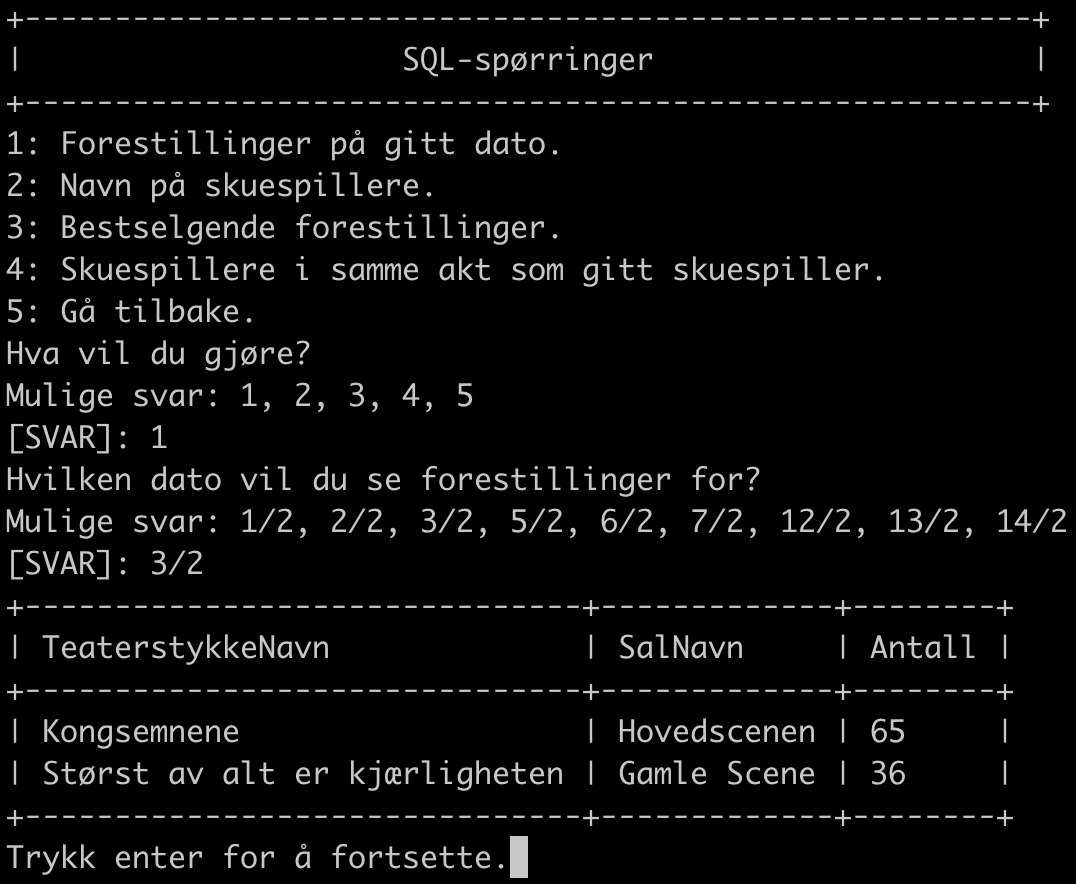 +--------------------------------------------------------+
|                     SQL-spørringer                     |
+--------------------------------------------------------+
1: Forestillinger på gitt dato.
2: Navn på skuespillere.
3: Bestselgende forestillinger.
4: Skuespillere i samme akt som gitt skuespiller.
5: Gå tilbake.
Hva vil du gjøre?
Mulige svar: 1, 2, 3, 4, 5
[SVAR]: 1
Hvilken dato vil du se forestillinger for?
Mulige svar: 1/2, 2/2, 3/2, 5/2, 6/2, 7/2, 12/2, 13/2, 14/2
[SVAR]: 3/2
+-------------------------------+-------------+--------+
| TeaterstykkeNavn              | SalNavn     | Antall |
+-------------------------------+-------------+--------+
| Kongsemnene                   | Hovedscenen | 65     |
| Størst av alt er kjærligheten | Gamle Scene | 36     |
+-------------------------------+-------------+--------+
Trykk enter for å fortsette.